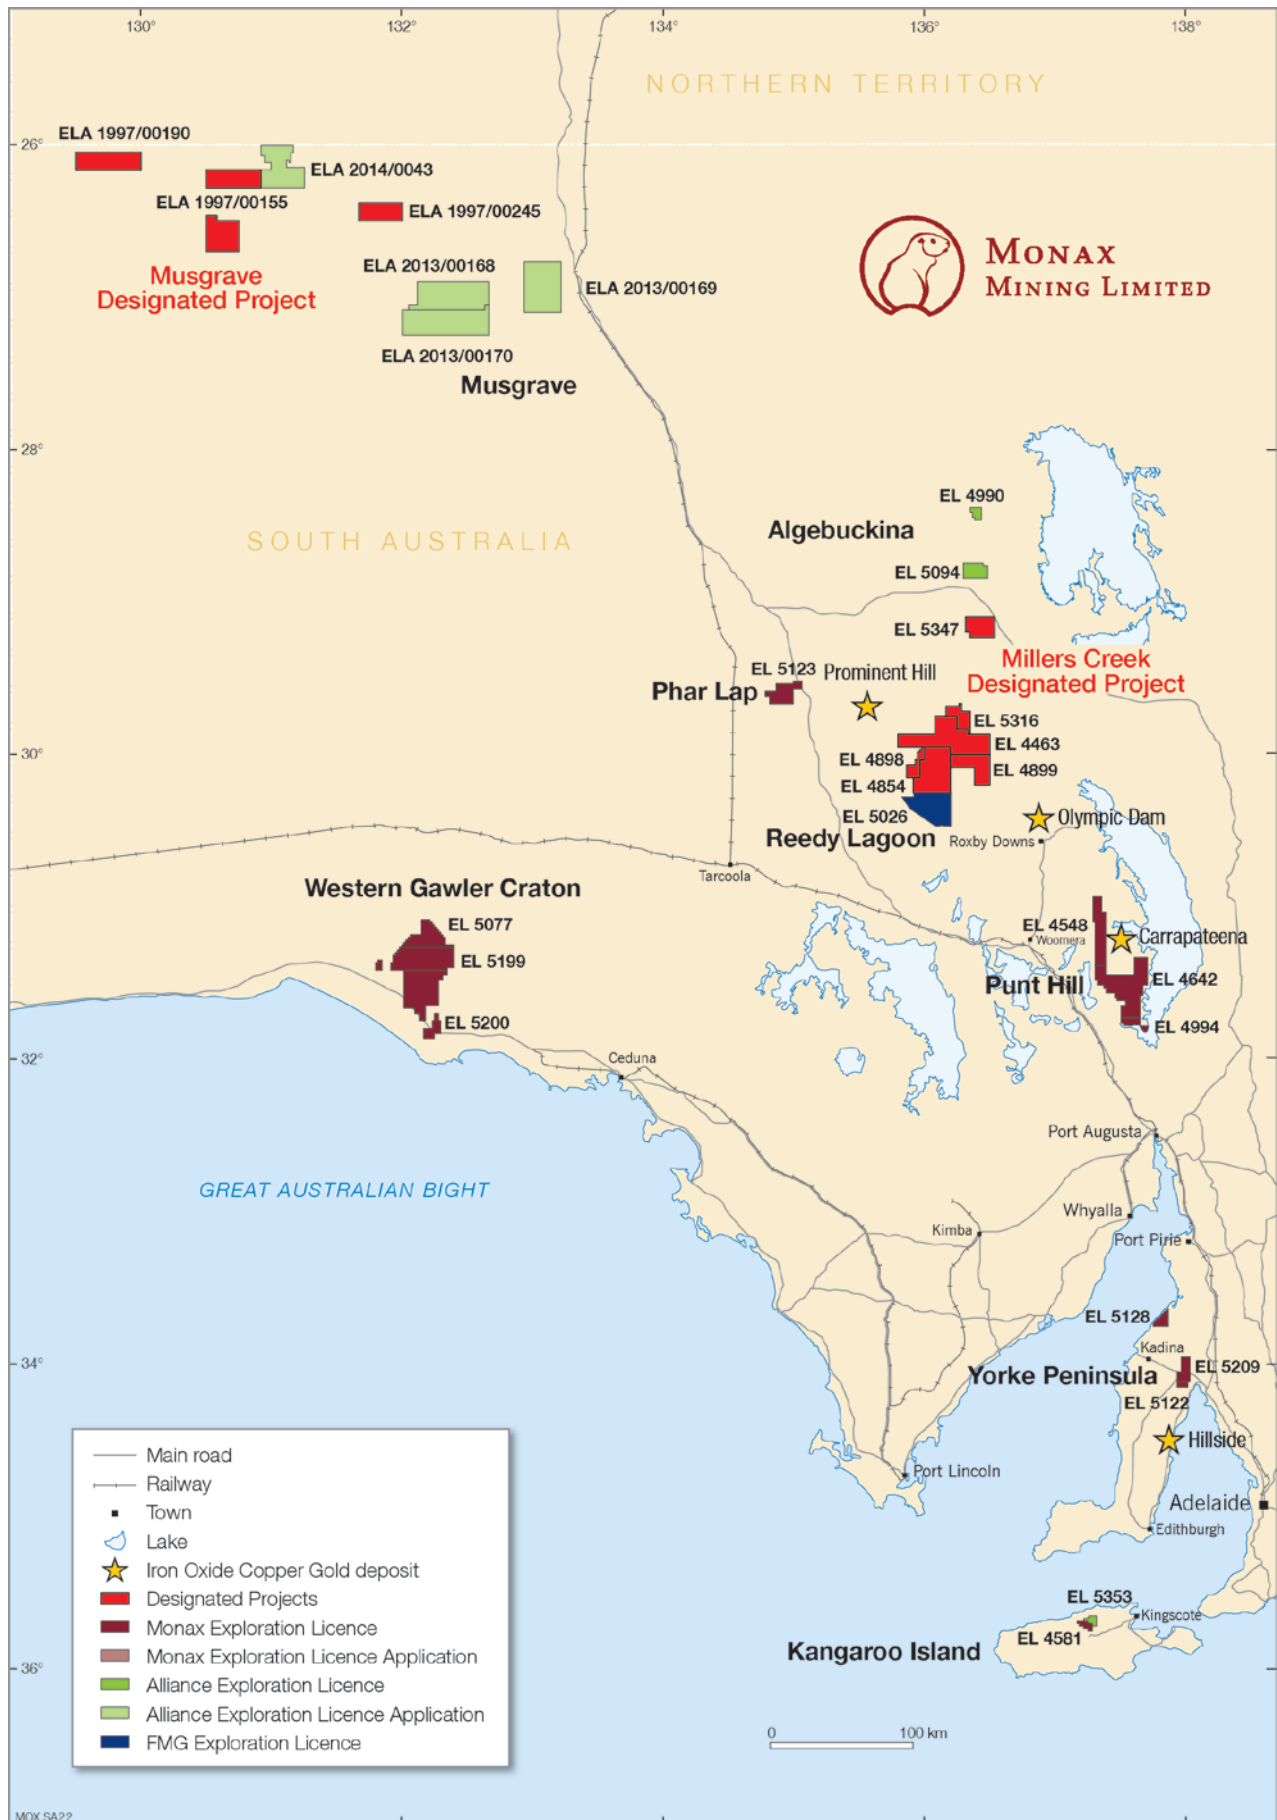 130°
132°
134°
136°
138°
NORTHERN TERRITORY
26°
ELA 1997/00190
ELA 2014/0043
ELA 1997/00155
ELA 1997/00245
Musgrave
Designated Project
ELA 2013/00168
ELA 2013/00169
ELA 2013/00170
Musgrave
MONAX
MINING LIMITED
28°
SOUTH AUSTRALIA
EL 4990
Algebuckina
EL 5094
EL 5347
Millers Creek
Designated Project
EL 5123
Prominent Hill
Phar Lap
EL 5316
30°
EL 4463
EL 4898
EL 4899
EL 4854
EL 5026
Reedy Lagoon
Olympic Dam
Roxby Downs
Tarcoola
Western Gawler Craton
EL 5077
EL 5199
EL 5200
EL 4548
Woomera
Carrapateena
Punt Hill
EL 4642
EL 4994
32°
Ceduna
Port Augusta
GREAT AUSTRALIAN BIGHT
Whyalla
Kimba
Port Pirie
EL 5128
Kadina
34°
EL 5209
Yorke Peninsula
EL 5122
Hillside
Port Lincoln
Adelaide
Edithburgh
EL 5353
Kingscote
EL 4581
Kangaroo Island
36°
Main road
Railway
Town
Lake
Iron Oxide Copper Gold deposit
Designated Projects
Monax Exploration Licence
Monax Exploration Licence Application
Alliance Exploration Licence
Alliance Exploration Licence Application
FMG Exploration Licence
0 100 km
MOX SA22